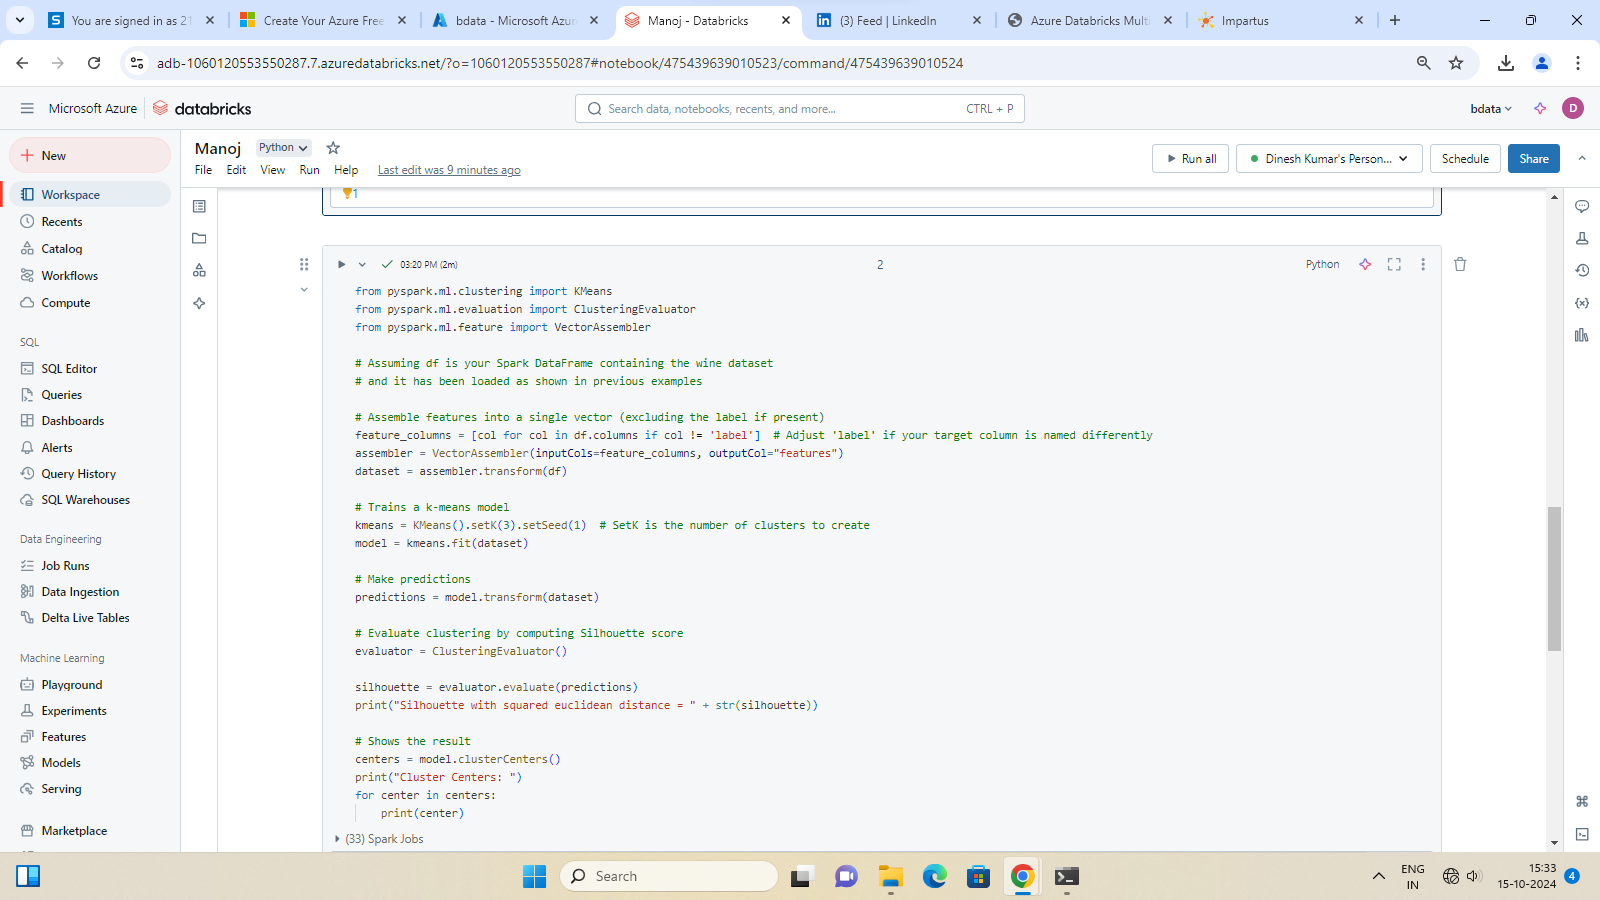 You are signed in as 21
Create Your Azure Free
bdata - Microsoft Azur
Manoj - Databricks
(3) Feed | LinkedIn
Azure Databricks Multi
Impartus
adb-1060120553550287.7.azuredatabricks.net/?o=1060120553550287#notebook/475439639010523/command/475439639010524
Microsoft Azure
databricks
Search data, notebooks, recents, and more...
CTRL + P
bdata
D
New
Workspace
Recents
Catalog
Workflows
Compute
SQL
SQL Editor
Queries
Dashboards
Alerts
Query History
SQL Warehouses
Data Engineering
Job Runs
Data Ingestion
Delta Live Tables
Machine Learning
Playground
Experiments
Features
Models
Serving
Marketplace
Manoj
Python
File Edit View Run Help Last edit was 9 minutes ago
Run all
Dinesh Kumar's Person...
Schedule
Share
1
03:20 PM (2m)
2
Python
from pyspark.ml.clustering import KMeans
from pyspark.ml.evaluation import ClusteringEvaluator
from pyspark.ml.feature import VectorAssembler
# Assuming df is your Spark DataFrame containing the wine dataset
# and it has been loaded as shown in previous examples
# Assemble features into a single vector (excluding the label if present)
feature_columns = [col for col in df.columns if col != 'label']  # Adjust 'label' if your target column is named differently
assembler = VectorAssembler(inputCols=feature_columns, outputCol="features")
dataset = assembler.transform(df)
# Trains a k-means model
kmeans = KMeans().setK(3).setSeed(1)  # SetK is the number of clusters to create
model = kmeans.fit(dataset)
# Make predictions
predictions = model.transform(dataset)
# Evaluate clustering by computing Silhouette score
evaluator = ClusteringEvaluator()
silhouette = evaluator.evaluate(predictions)
print("Silhouette with squared euclidean distance = " + str(silhouette))
# Shows the result
centers = model.clusterCenters()
print("Cluster Centers: ")
for center in centers:
    print(center)
(33) Spark Jobs
Search
ENG
IN
15:33
15-10-2024
4